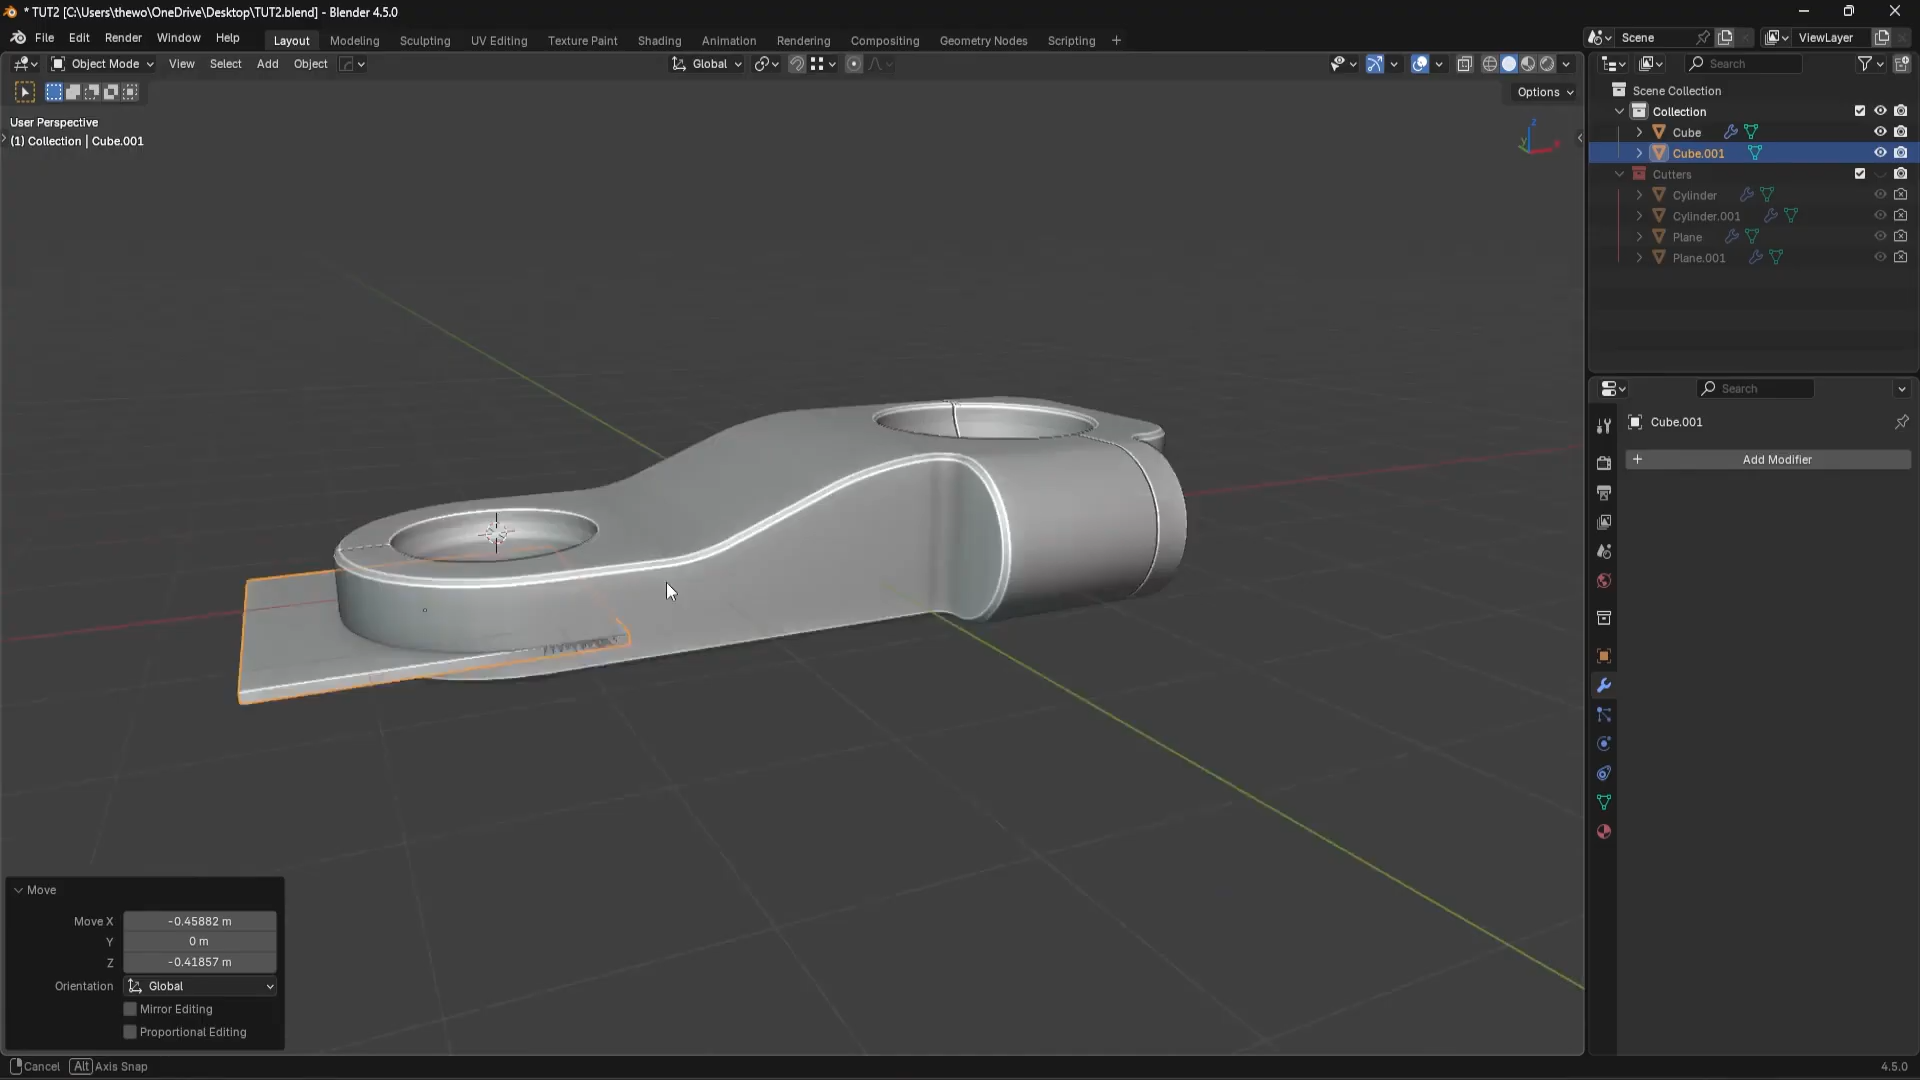 * TUT2 [C:\Users\thewo\OneDrive\Desktop\TUT2.blend] - Blender 4.5.0
File Edit Render Window Help
Layout Modeling Sculpting UV Editing Texture Paint Shading Animation Rendering Compositing Geometry Nodes Scripting +
Scene
ViewLayer
Object Mode View Select Add Object
Global
Search
Options
User Perspective
(1) Collection | Cube.001
Z
Y
X
Scene Collection
Collection
Cube
Cube.001
Cutters
Cylinder
Cylinder.001
Plane
Plane.001
Search
Cube.001
+ Add Modifier
Move
Move X -0.45882 m
Y 0 m
Z -0.41857 m
Orientation Global
Mirror Editing
Proportional Editing
Cancel Alt Axis Snap
4.5.0